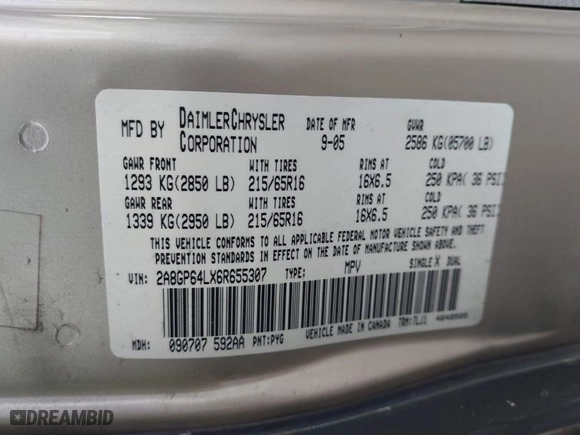 MFD BY DAIMLERCHRYSLER CORPORATION DATE OF MFR 9-05 GVWR 2586 KG(05700 LB)
GAWR FRONT WITH TIRES RIMS AT COLD
1293 KG(2850 LB) 215/65R16 16X6.5 250 KPA( 36 PSI)
GAWR REAR WITH TIRES RIMS AT COLD
1339 KG(2950 LB) 215/65R16 16X6.5 250 KPA( 36 PSI)
THIS VEHICLE CONFORMS TO ALL APPLICABLE FEDERAL MOTOR VEHICLE SAFETY AND THEFT
PREVENTION STANDARDS IN EFFECT ON THE DATE OF MANUFACTURE SHOWN ABOVE.
VIN: 2A8GP64LX6R655307 TYPE: MPV SINGLE X DUAL
VEHICLE MADE IN CANADA TRM:TLJ1
MDH: 090707 592AA PNT:PYG
DREAMBID